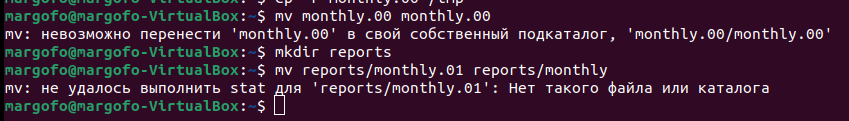 margofo@margofo-VirtualBox:~$ mv monthly.00 monthly.00
mv: невозможно перенести 'monthly.00' в свой собственный подкаталог, 'monthly.00/monthly.00'
margofo@margofo-VirtualBox:~$ mkdir reports
margofo@margofo-VirtualBox:~$ mv reports/monthly.01 reports/monthly
mv: не удалось выполнить stat для 'reports/monthly.01': Нет такого файла или каталога
margofo@margofo-VirtualBox:~$